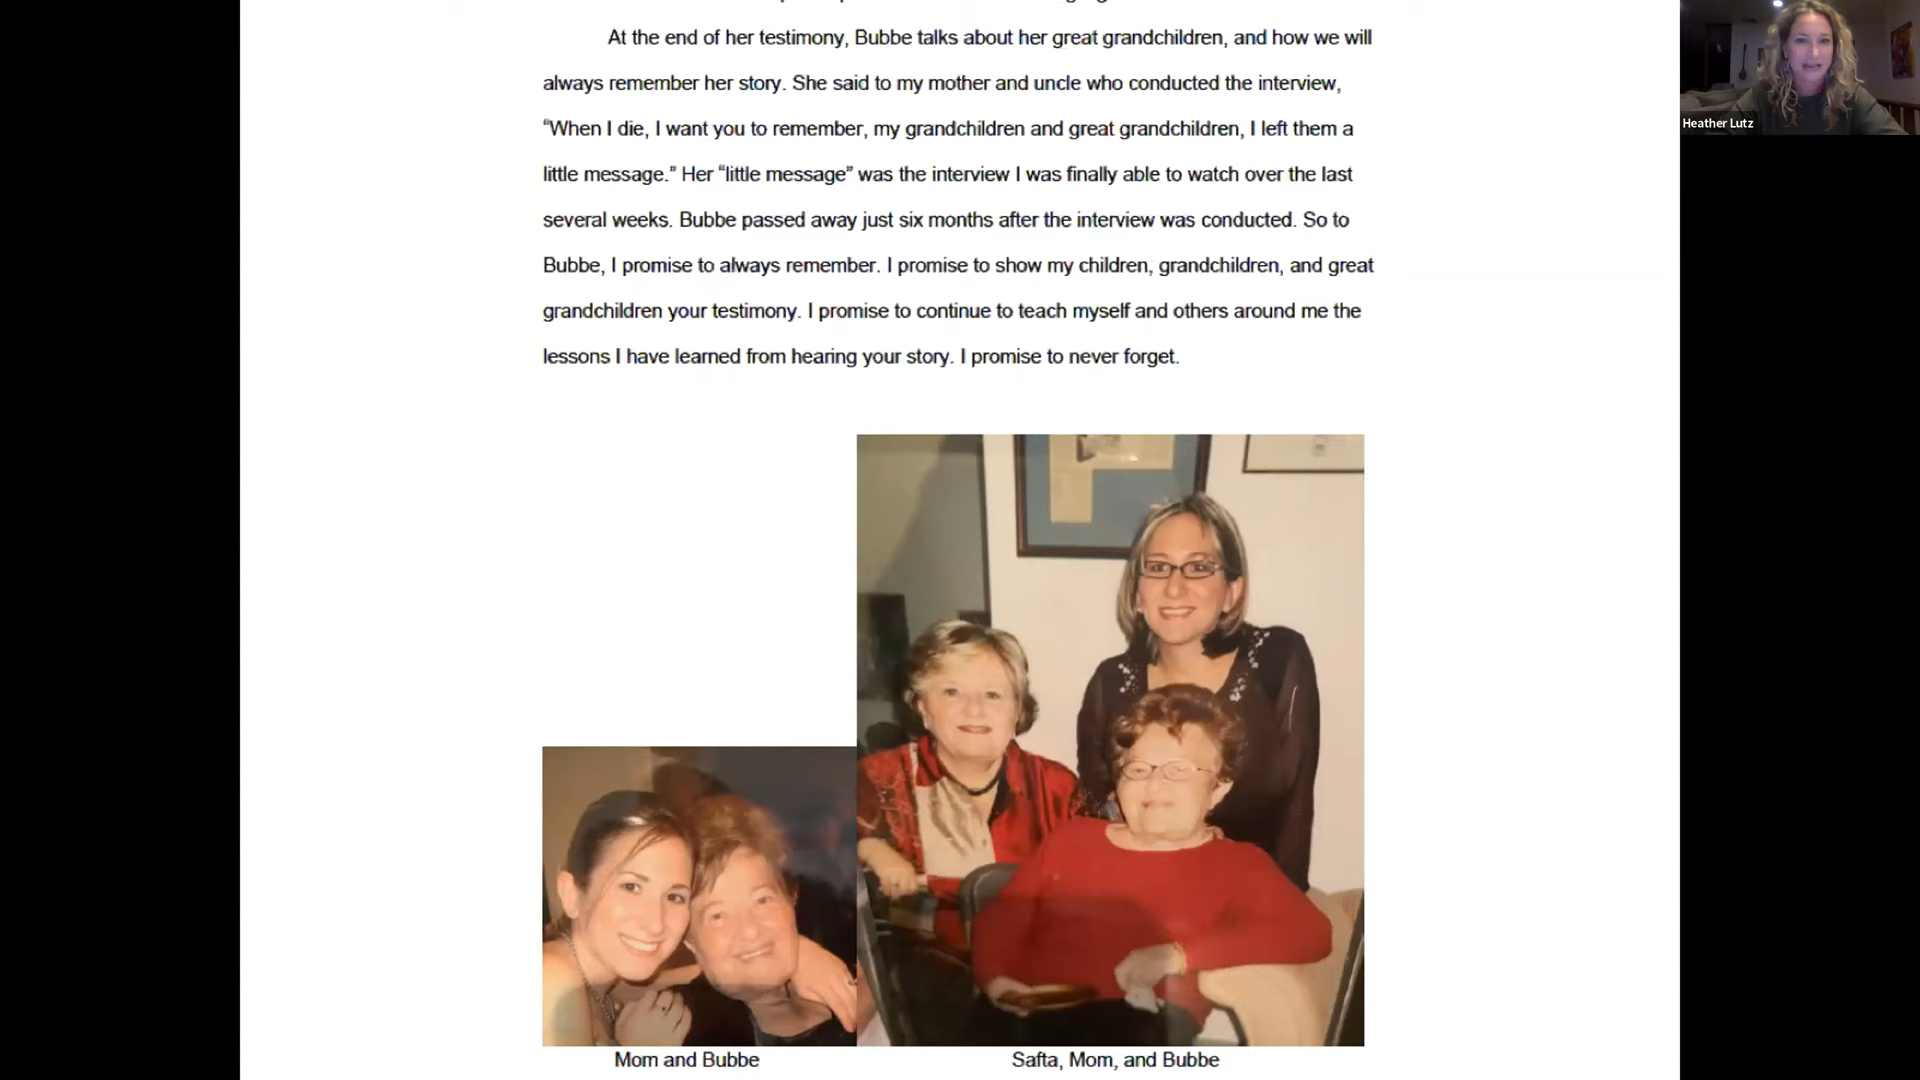 At the end of her testimony, Bubbe talks about her great grandchildren, and how we will
always remember her story. She said to my mother and uncle who conducted the interview,
“When I die, I want you to remember, my grandchildren and great grandchildren, I left them a
little message.” Her “little message” was the interview I was finally able to watch over the last
several weeks. Bubbe passed away just six months after the interview was conducted. So to
Bubbe, I promise to always remember. I promise to show my children, grandchildren, and great
grandchildren your testimony. I promise to continue to teach myself and others around me the
lessons I have learned from hearing your story. I promise to never forget.
Mom and Bubbe
Safta, Mom, and Bubbe
Heather Lutz